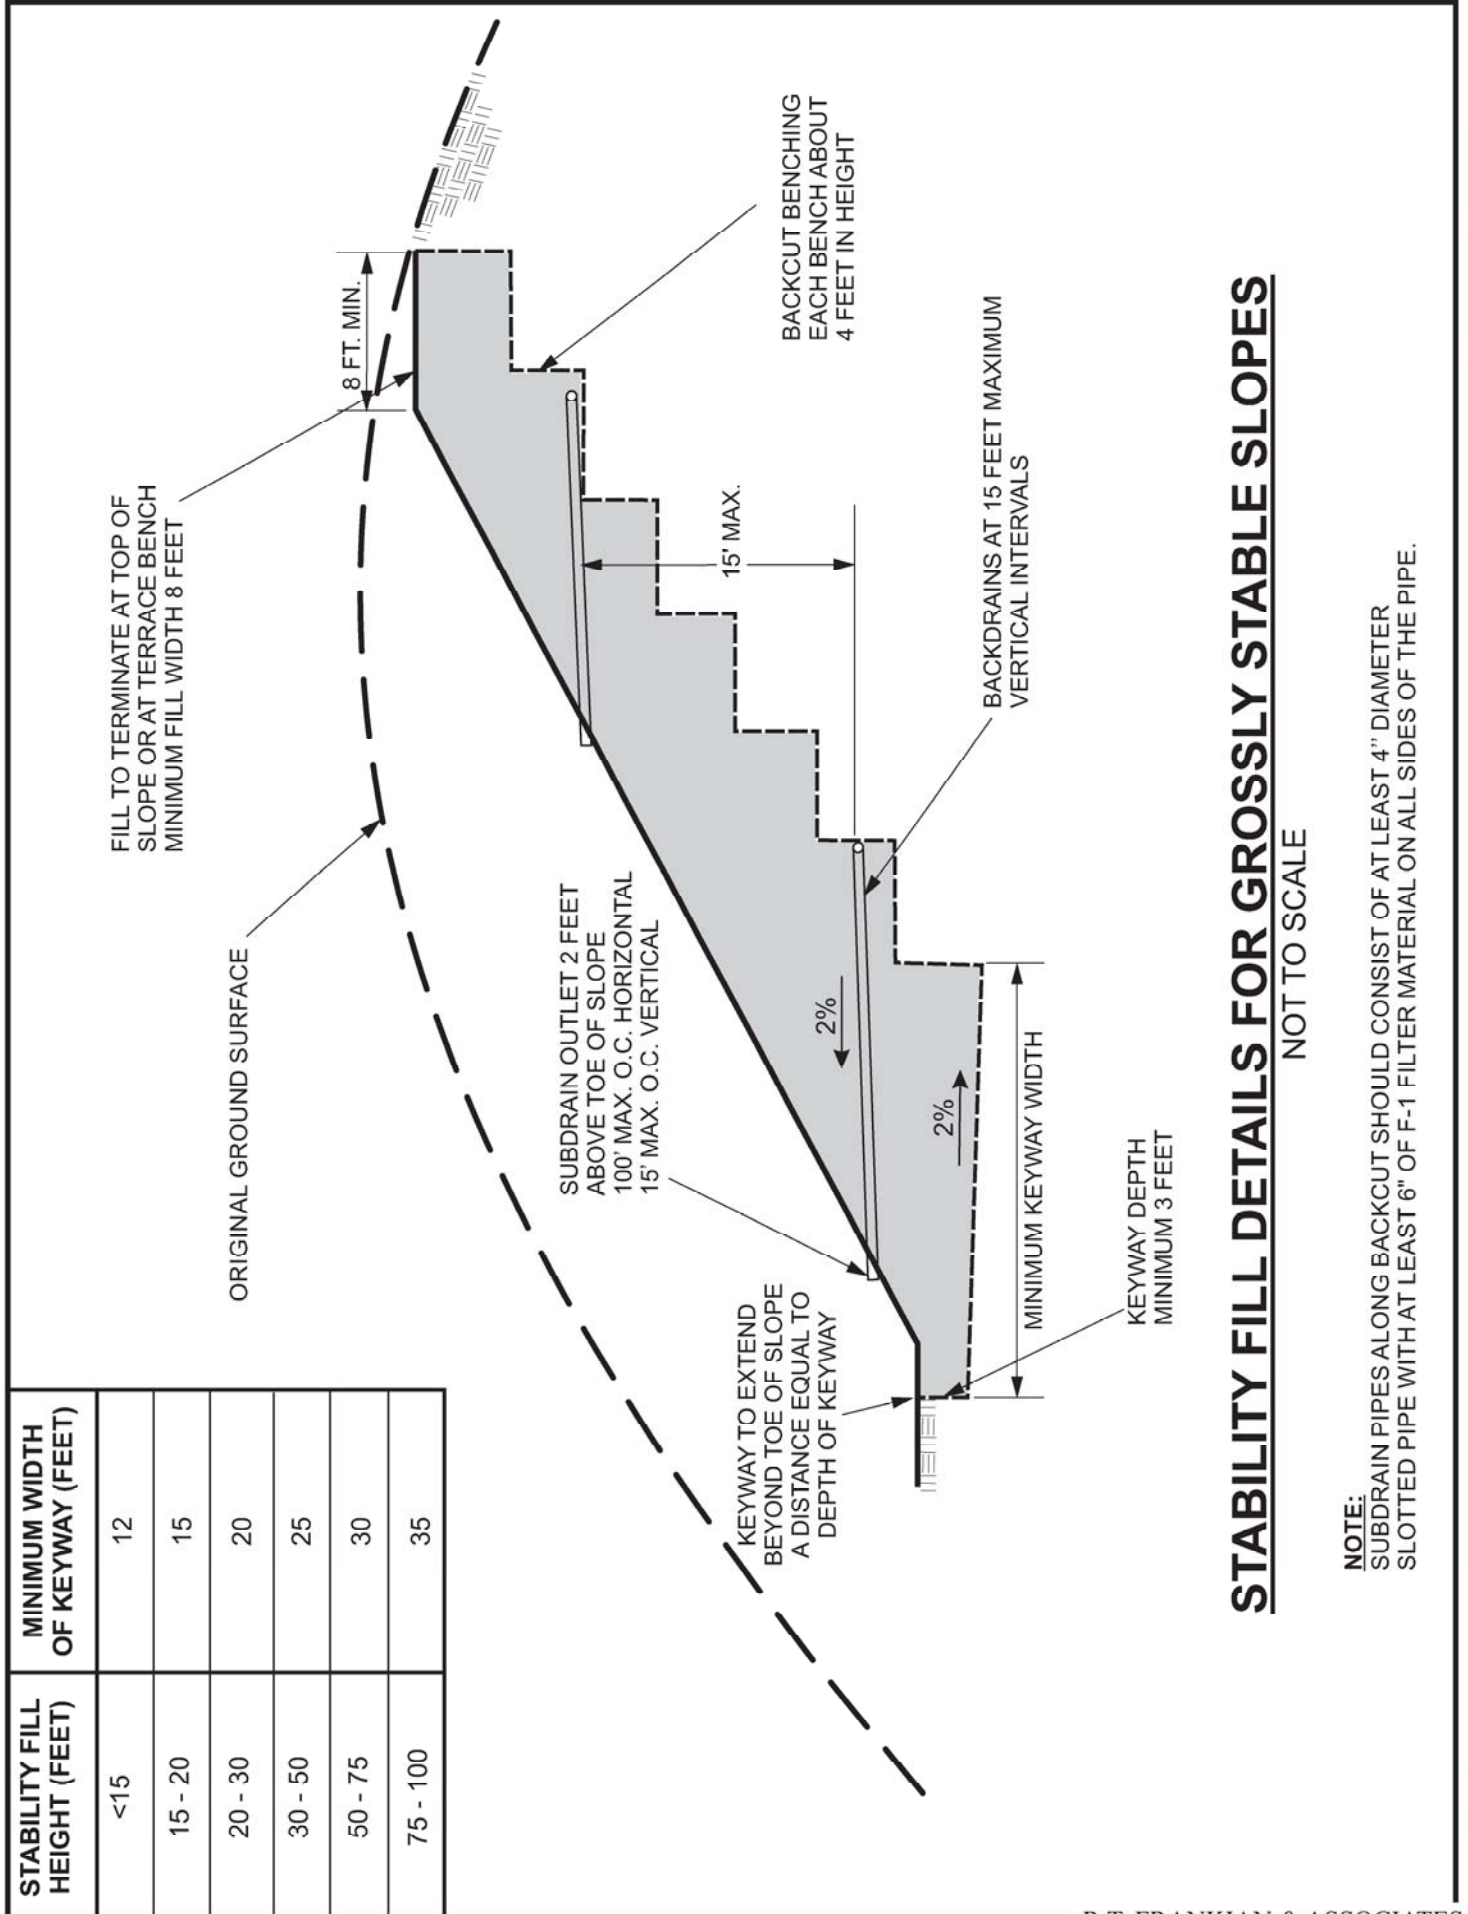 STABILITY FILL
HEIGHT (FEET)
MINIMUM WIDTH
OF KEYWAY (FEET)
<15
12
15 - 20
15
20 - 30
20
30 - 50
25
50 - 75
30
75 - 100
35
FILL TO TERMINATE AT TOP OF
SLOPE OR AT TERRACE BENCH
MINIMUM FILL WIDTH 8 FEET
ORIGINAL GROUND SURFACE
8 FT. MIN.
SUBDRAIN OUTLET 2 FEET
ABOVE TOE OF SLOPE
100' MAX. O.C. HORIZONTAL
15' MAX. O.C. VERTICAL
BACKCUT BENCHING
EACH BENCH ABOUT
4 FEET IN HEIGHT
15' MAX.
KEYWAY TO EXTEND
BEYOND TOE OF SLOPE
A DISTANCE EQUAL TO
DEPTH OF KEYWAY
2%
2%
BACKDRAINS AT 15 FEET MAXIMUM
VERTICAL INTERVALS
MINIMUM KEYWAY WIDTH
KEYWAY DEPTH
MINIMUM 3 FEET
STABILITY FILL DETAILS FOR GROSSLY STABLE SLOPES
NOT TO SCALE
NOTE:
SUBDRAIN PIPES ALONG BACKCUT SHOULD CONSIST OF AT LEAST 4" DIAMETER
SLOTTED PIPE WITH AT LEAST 6" OF F-1 FILTER MATERIAL ON ALL SIDES OF THE PIPE.